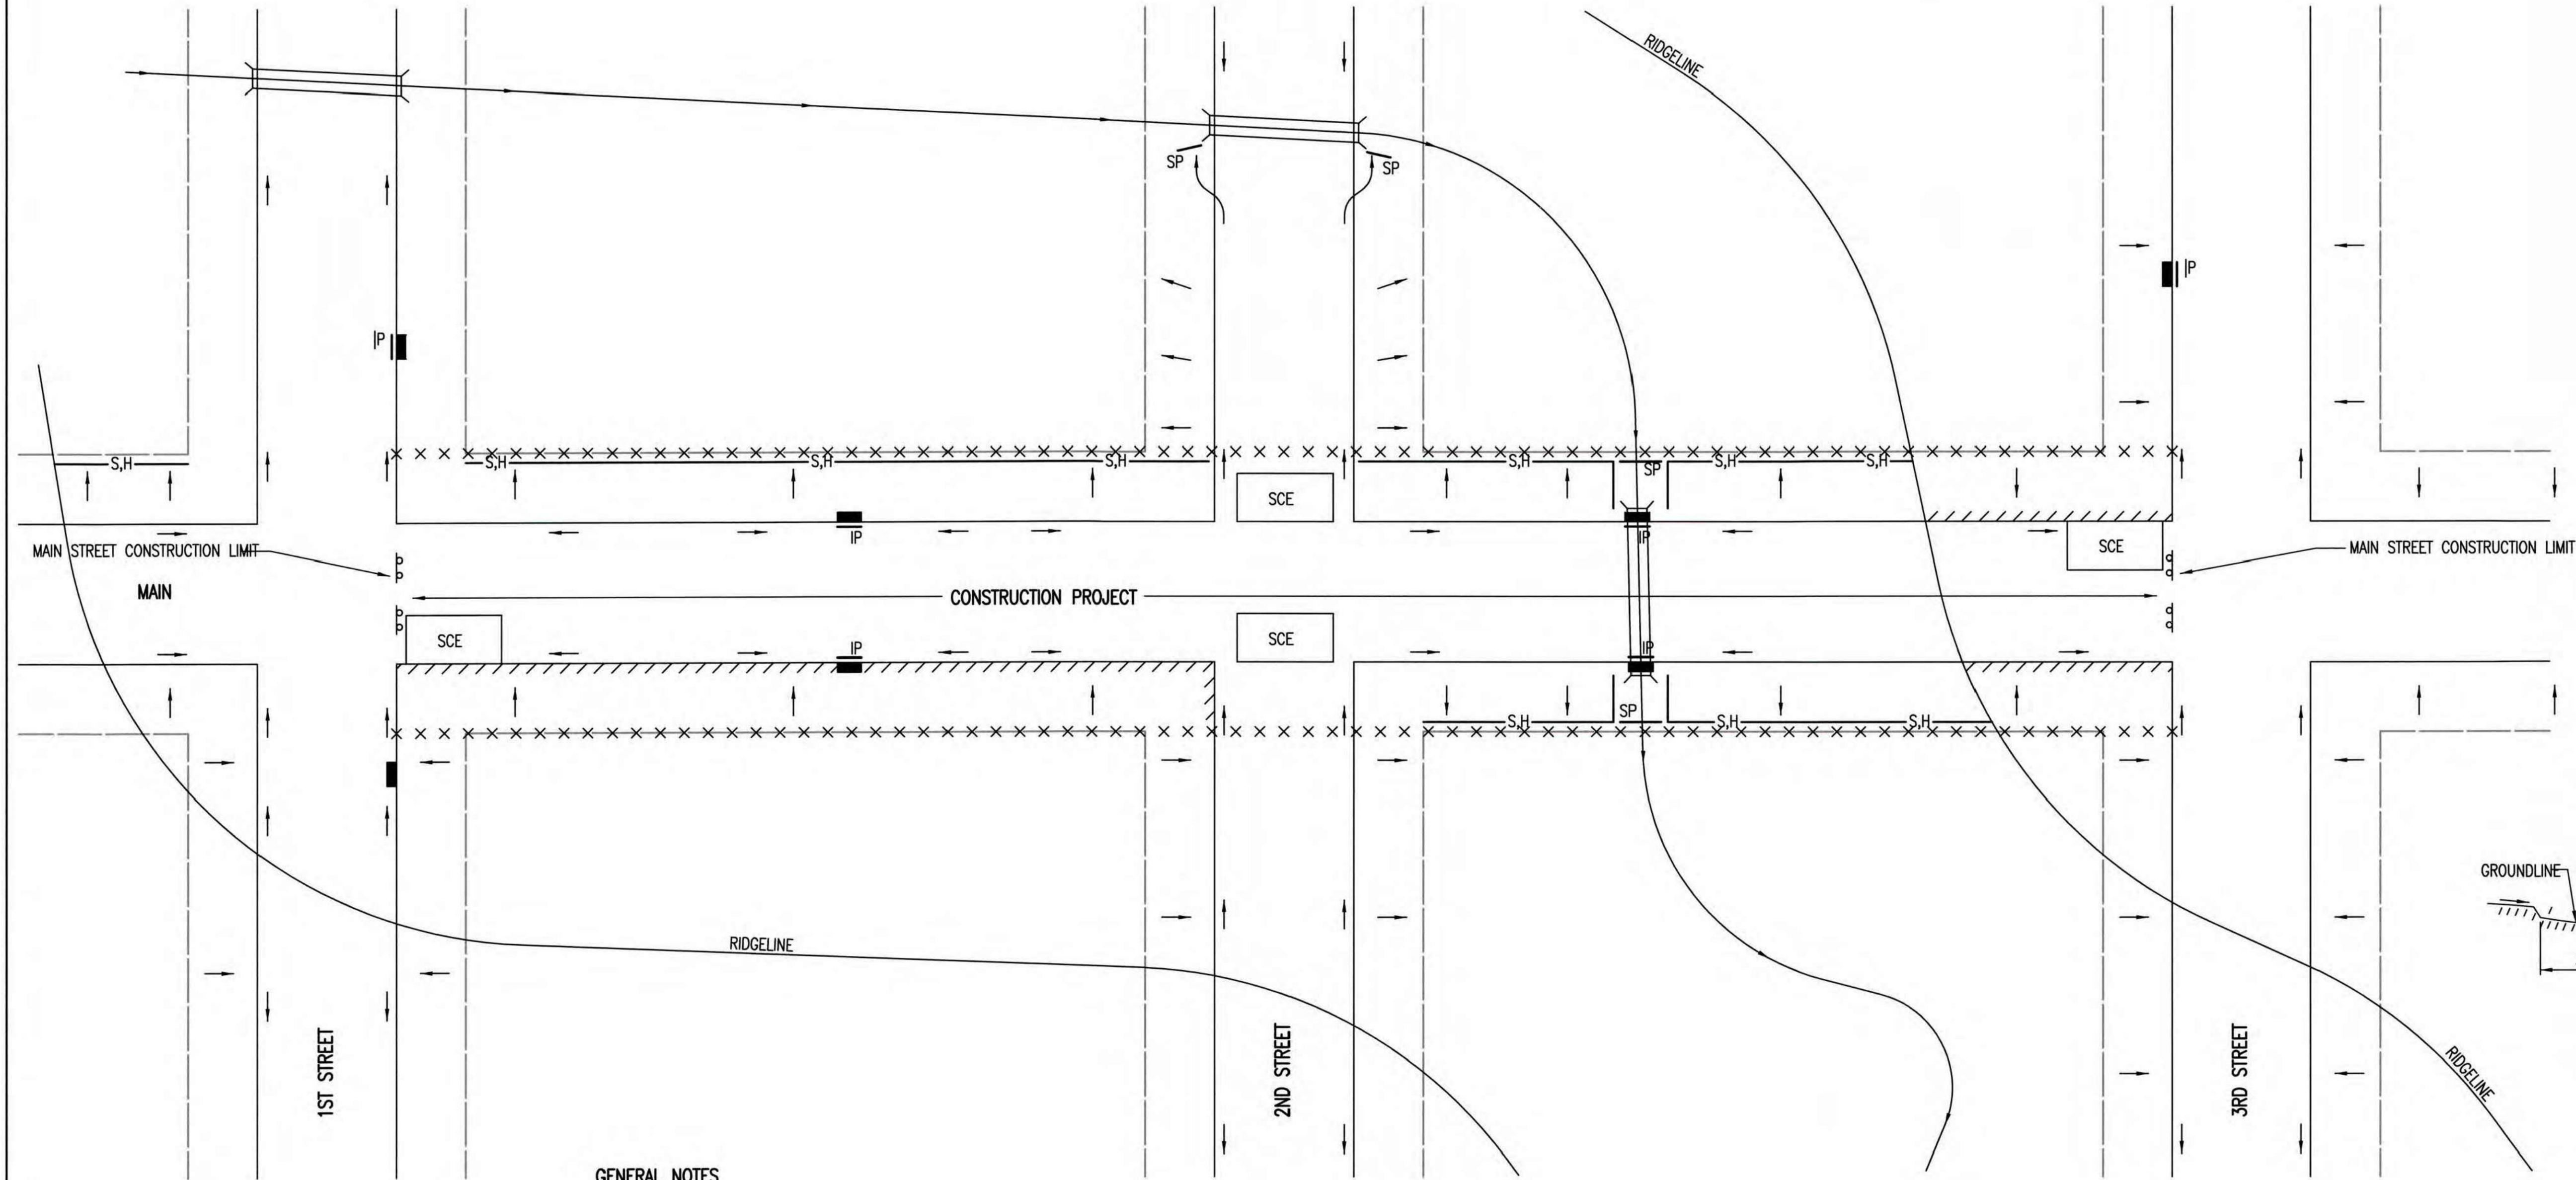 RIDGELINE
SP
SP
IP
IP
S,H
S,H
S,H
S,H
S,H
SP
S,H
S,H
SCE
IP
IP
SCE
MAIN STREET CONSTRUCTION LIMIT
MAIN STREET CONSTRUCTION LIMIT
MAIN
CONSTRUCTION PROJECT
SCE
SCE
IP
IP
SP
S,H
S,H
S,H
GROUNDLINE
RIDGELINE
1ST STREET
2ND STREET
3RD STREET
RIDGELINE
GENERAL NOTES